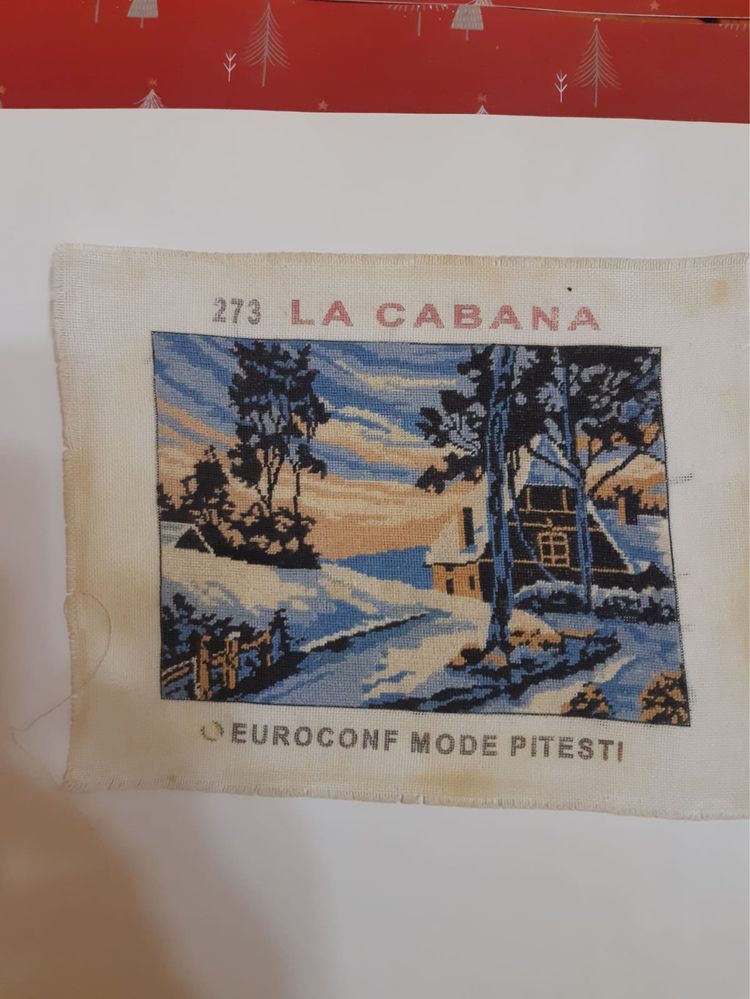 273 LA CABANA
EUROCONF MODE PITESTI